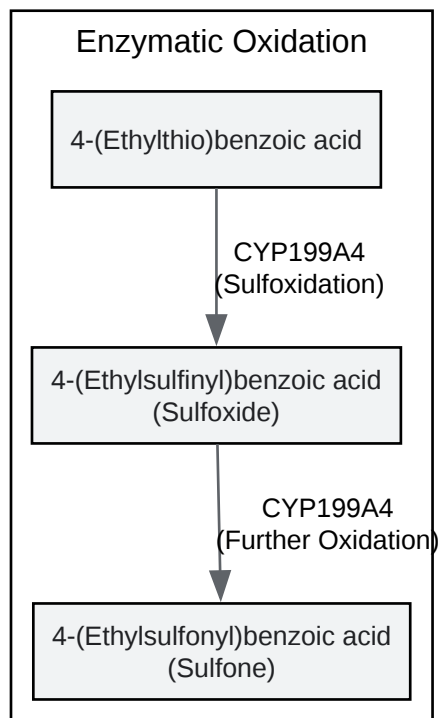 Enzymatic Oxidation
4-(Ethylthio)benzoic acid
CYP199A4
(Sulfoxidation)
4-(Ethylsulfinyl)benzoic acid
(Sulfoxide)
CYP199A4
(Further Oxidation)
4-(Ethylsulfonyl)benzoic acid
(Sulfone)